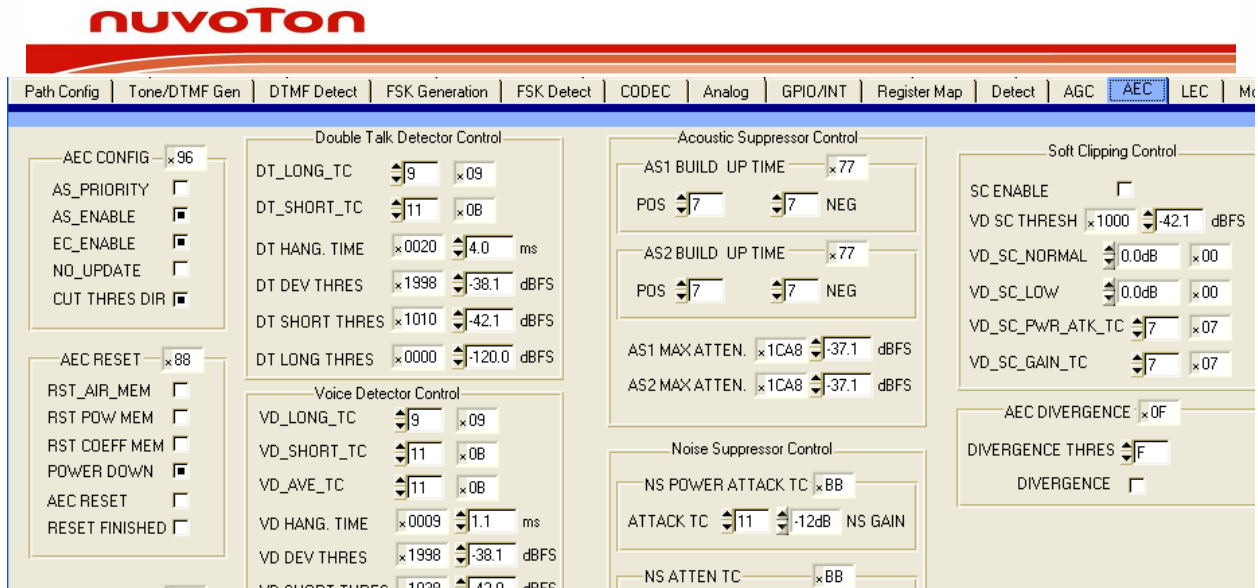 nuvoTon
Path Config Tone/DTMF Gen DTMF Detect FSK Generation FSK Detect CODEC Analog GPIO/INT Register Map Detect AGC AEC LEC
AEC CONFIG x96
AS_PRIORITY
AS_ENABLE
EC_ENABLE
NO_UPDATE
CUT THRES DIR
AEC RESET x88
RST_AIR_MEM
RST POW MEM
RST COEFF MEM
POWER DOWN
AEC RESET
RESET FINISHED
Double Talk Detector Control
DT_LONG_TC 9 x09
DT_SHORT_TC 11 x0B
DT HANG. TIME x0020 4.0 ms
DT DEV THRES x1998 -38.1 dBFS
DT SHORT THRES x1010 -42.1 dBFS
DT LONG THRES x0000 -120.0 dBFS
Voice Detector Control
VD_LONG_TC 9 x09
VD_SHORT_TC 11 x0B
VD_AVE_TC 11 x0B
VD HANG. TIME x0009 1.1 ms
VD DEV THRES x1998 -38.1 dBFS
Acoustic Suppressor Control
AS1 BUILD UP TIME x77
POS 7 7 NEG
AS2 BUILD UP TIME x77
POS 7 7 NEG
AS1 MAX ATTEN. x1CA8 -37.1 dBFS
AS2 MAX ATTEN. x1CA8 -37.1 dBFS
Noise Suppressor Control
NS POWER ATTACK TC xBB
ATTACK TC 11 -12dB NS GAIN
NS ATTEN TC xBB
Soft Clipping Control
SC ENABLE
VD SC THRESH x1000 -42.1 dBFS
VD_SC_NORMAL 0.0dB x00
VD_SC_LOW 0.0dB x00
VD_SC_PWR_ATK_TC 7 x07
VD_SC_GAIN_TC 7 x07
AEC DIVERGENCE x0F
DIVERGENCE THRES F
DIVERGENCE